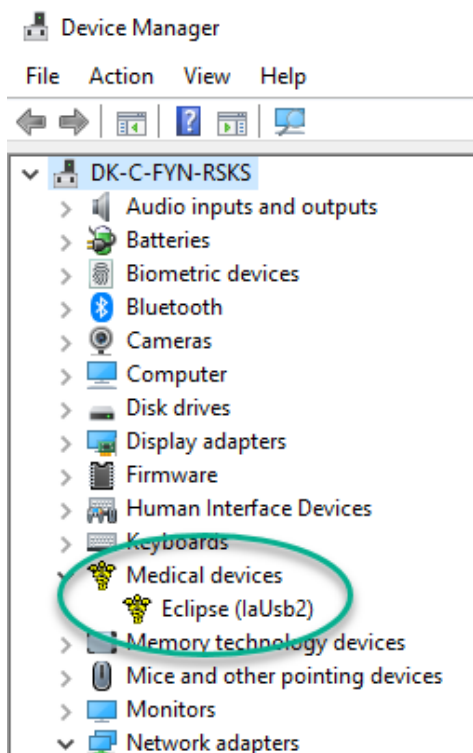 Device Manager
File Action View Help
DK-C-FYN-RSKS
Audio inputs and outputs
Batteries
Biometric devices
Bluetooth
Cameras
Computer
Disk drives
Display adapters
Firmware
Human Interface Devices
Keyboards
Medical devices
Eclipse (IaUsb2)
Memory technology devices
Mice and other pointing devices
Monitors
Network adapters